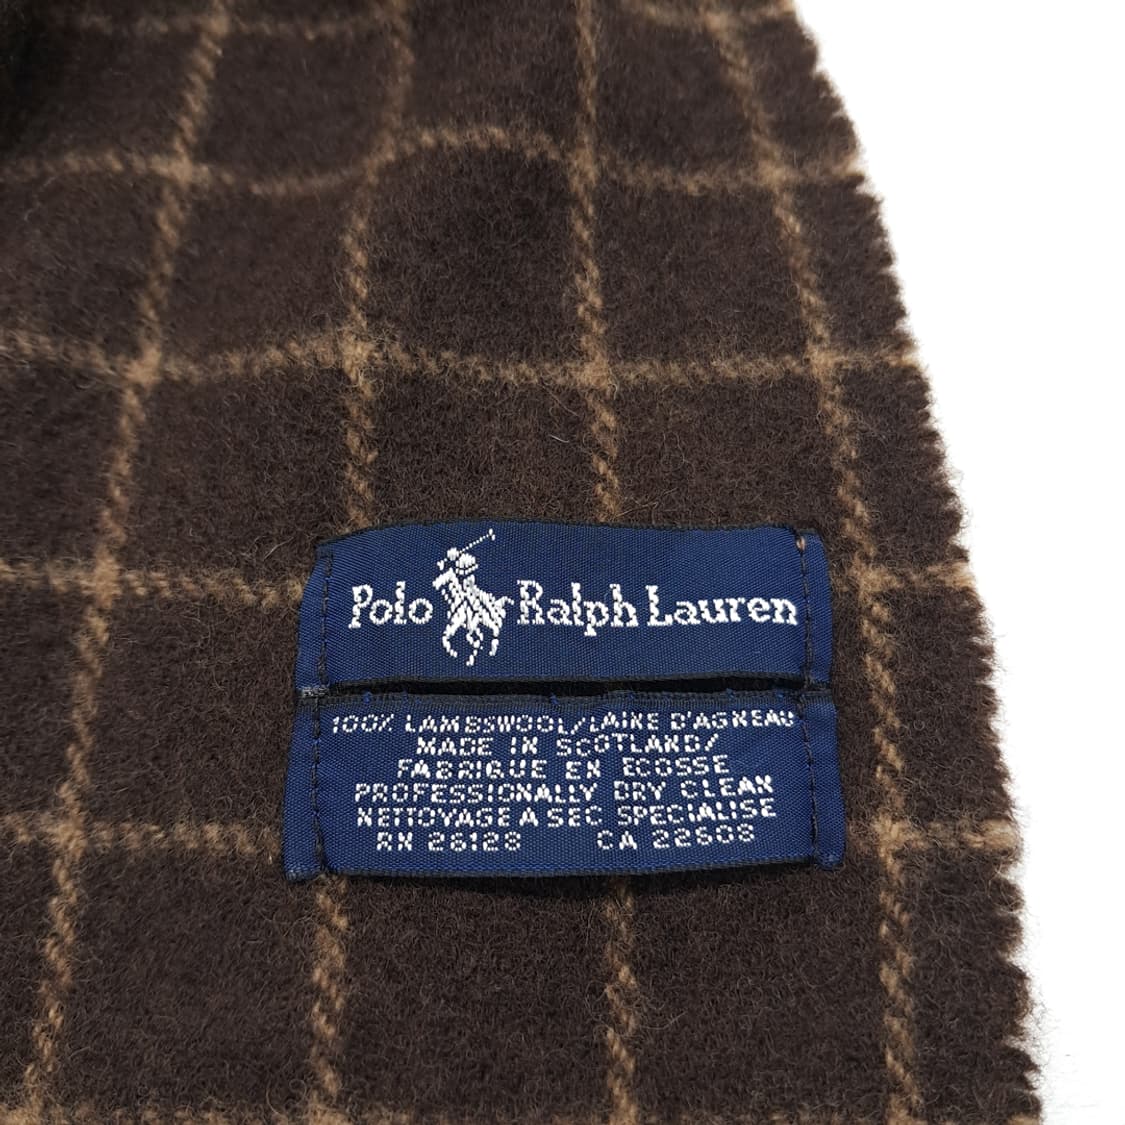 Polo Ralph Lauren
100% LAMBSWOOL/LAINE D'AGNEAU
MADE IN SCOTLAND/
FABRIQUE EN ECOSSE
PROFESSIONALLY DRY CLEAN
NETTOYAGE A SEC SPECIALISE
RN 26128 CA 22608